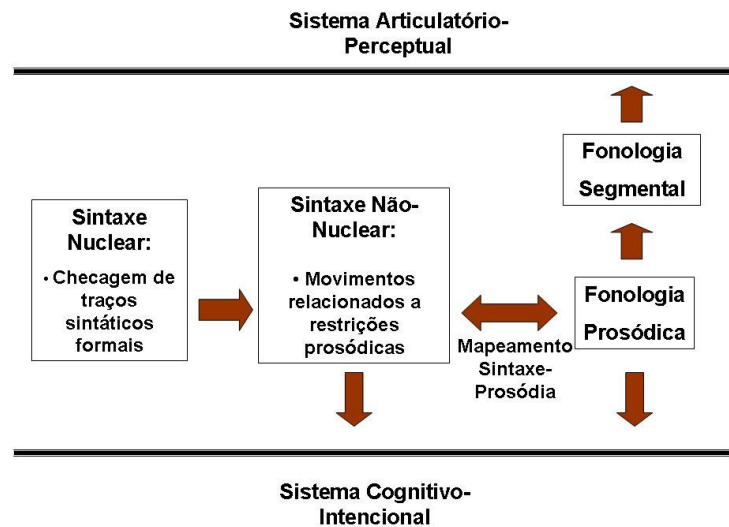 Sistema Articulatório-
Perceptual
Fonologia
Segmental
Sintaxe
Nuclear:
• Checagem de
traços
sintáticos
formais
Sintaxe Não-
Nuclear:
• Movimentos
relacionados a
restrições
prosódicas
Mapeamento
Sintaxe-
Prosódia
Fonologia
Prosódica
Sistema Cognitivo-
Intencional